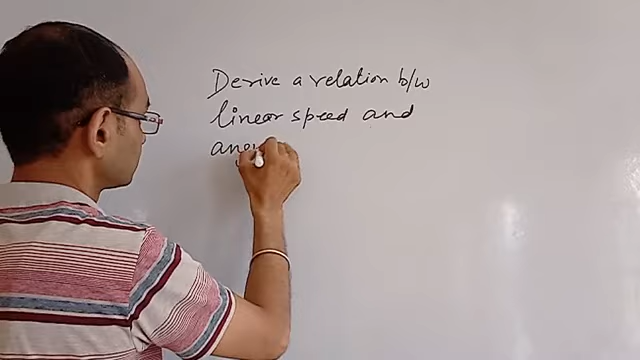 Derive a relation b/w
linear speed and